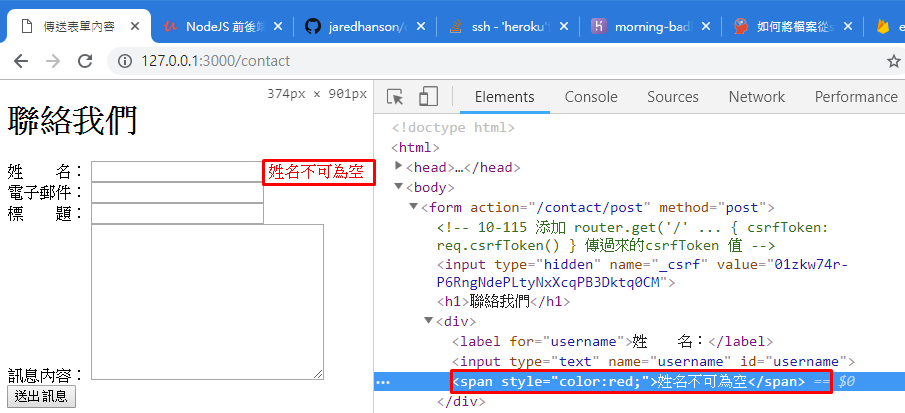 傳送表單內容
NodeJS 前後端
jaredhanson/
ssh - 'heroku'
morning-bad
如何將檔案從
127.0.0.1:3000/contact
374px × 901px
Elements Console Sources Network Performance
聯絡我們
姓　　名：
姓名不可為空
電子郵件：
標　　題：
訊息內容：
送出訊息
<!doctype html>
<html>
<head>…</head>
<body>
<form action="/contact/post" method="post">
<!-- 10-115 添加 router.get('/' ... { csrfToken:
req.csrfToken() } 傳過來的csrfToken 值 -->
<input type="hidden" name="_csrf" value="01zkw74r-
P6RngNdePLtyNxXcqPB3Dktq0CM">
<h1>聯絡我們</h1>
<div>
<label for="username">姓　　名：</label>
<input type="text" name="username" id="username">
<span style="color:red;">姓名不可為空</span> == $0
</div>